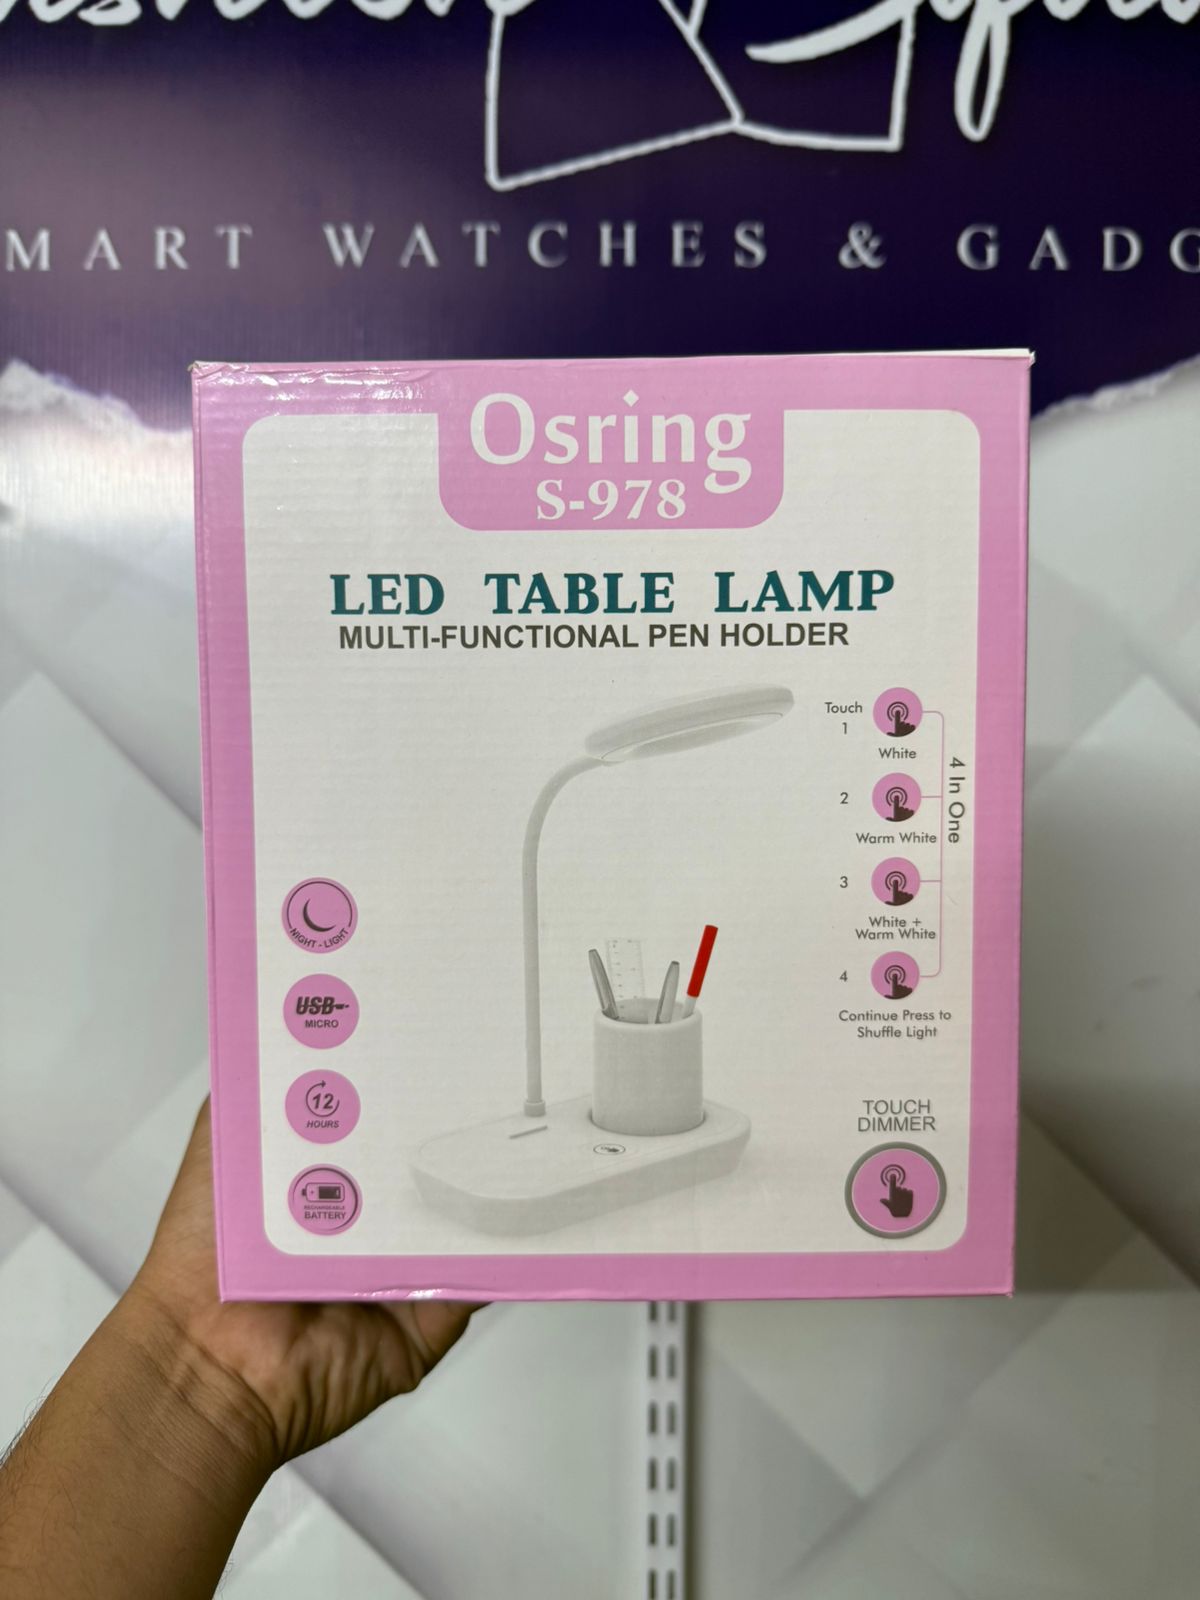 MART WATCHES & GADG
Osring
S-978
LED TABLE LAMP
MULTI-FUNCTIONAL PEN HOLDER
Touch
1
White
2
Warm White
3
White +
Warm White
4
Continue Press to
Shuffle Light
4 In One
NIGHT - LIGHT
USB
MICRO
12
HOURS
RECHARGEABLE
BATTERY
TOUCH
DIMMER